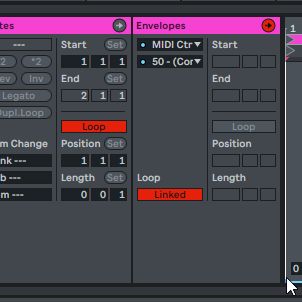 tes
Envelopes
---
Start
Set
MIDI Ctr
Start
1
2
*2
1
1
1
50 - (Cor
ev
Inv
End
Set
End
Legato
2
1
1
upl.Loop
Loop
Loop
m Change
Position
Set
Position
nk ---
1
1
1
b ---
Length
Set
Loop
Length
m ---
0
0
1
Linked
0